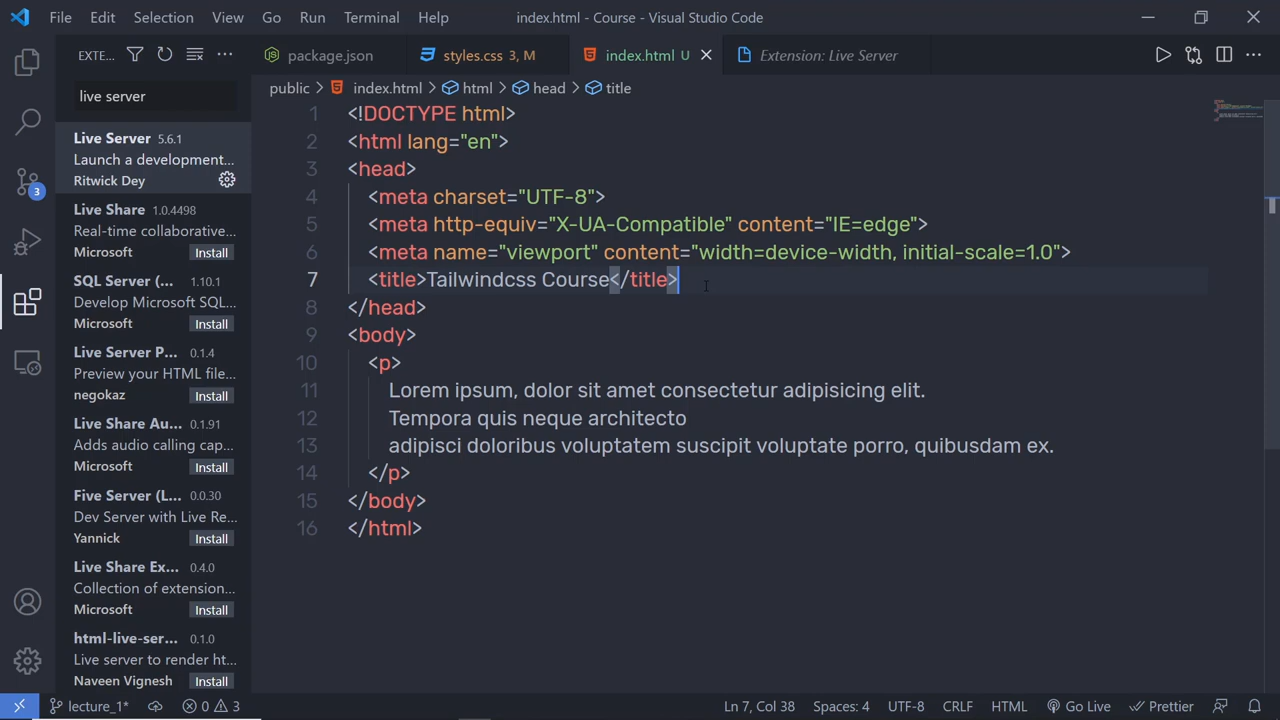 File Edit Selection View Go Run Terminal Help index.html - Course - Visual Studio Code
EXTE...
package.json
styles.css 3, M
index.html U
Extension: Live Server
live server
public > index.html > html > head > title
Live Server 5.6.1
Launch a development...
Ritwick Dey
Live Share 1.0.4498
Real-time collaborative...
Microsoft Install
SQL Server (... 1.10.1
Develop Microsoft SQL...
Microsoft Install
Live Server P... 0.1.4
Preview your HTML file...
negokaz Install
Live Share Au... 0.1.91
Adds audio calling cap...
Microsoft Install
Five Server (L... 0.0.30
Dev Server with Live Re...
Yannick Install
Live Share Ex... 0.4.0
Collection of extension...
Microsoft Install
html-live-ser... 0.1.0
Live server to render ht...
Naveen Vignesh Install
3
1 <!DOCTYPE html>
2 <html lang="en">
3 <head>
4 <meta charset="UTF-8">
5 <meta http-equiv="X-UA-Compatible" content="IE=edge">
6 <meta name="viewport" content="width=device-width, initial-scale=1.0">
7 <title>Tailwindcss Course</title>
8 </head>
9 <body>
10 <p>
11 Lorem ipsum, dolor sit amet consectetur adipisicing elit.
12 Tempora quis neque architecto
13 adipisci doloribus voluptatem suscipit voluptate porro, quibusdam ex.
14 </p>
15 </body>
16 </html>
lecture_1* 0 3 Ln 7, Col 38 Spaces: 4 UTF-8 CRLF HTML Go Live Prettier